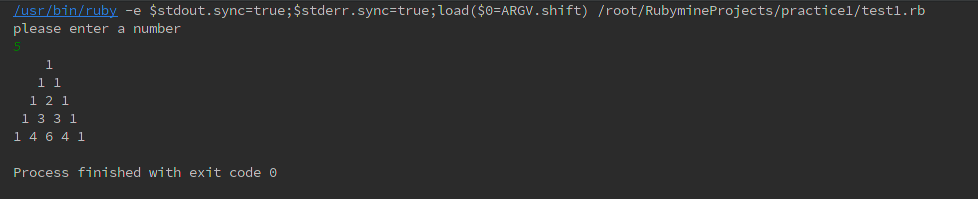 /usr/bin/ruby -e $stdout.sync=true;$stderr.sync=true;load($0=ARGV.shift) /root/RubymineProjects/practice1/test1.rb
please enter a number
5
    1
   1 1
  1 2 1
 1 3 3 1
1 4 6 4 1
Process finished with exit code 0